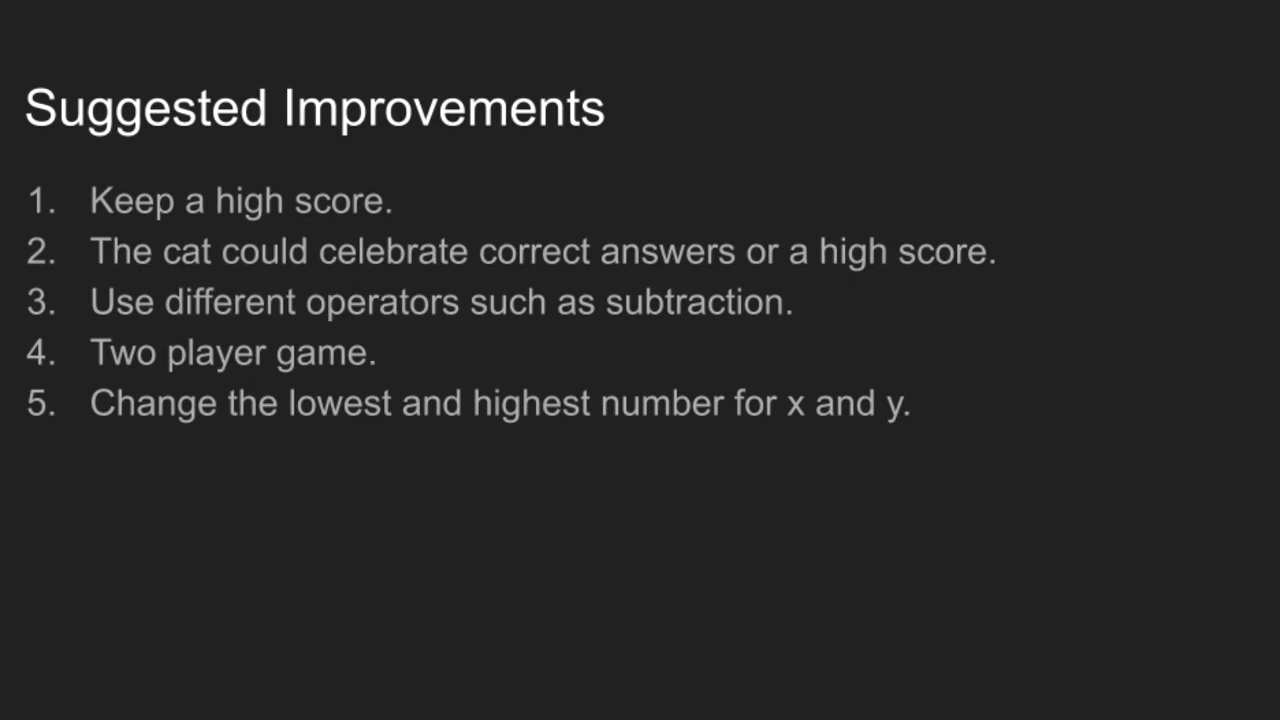 Suggested Improvements
1. Keep a high score.
2. The cat could celebrate correct answers or a high score.
3. Use different operators such as subtraction.
4. Two player game.
5. Change the lowest and highest number for x and y.